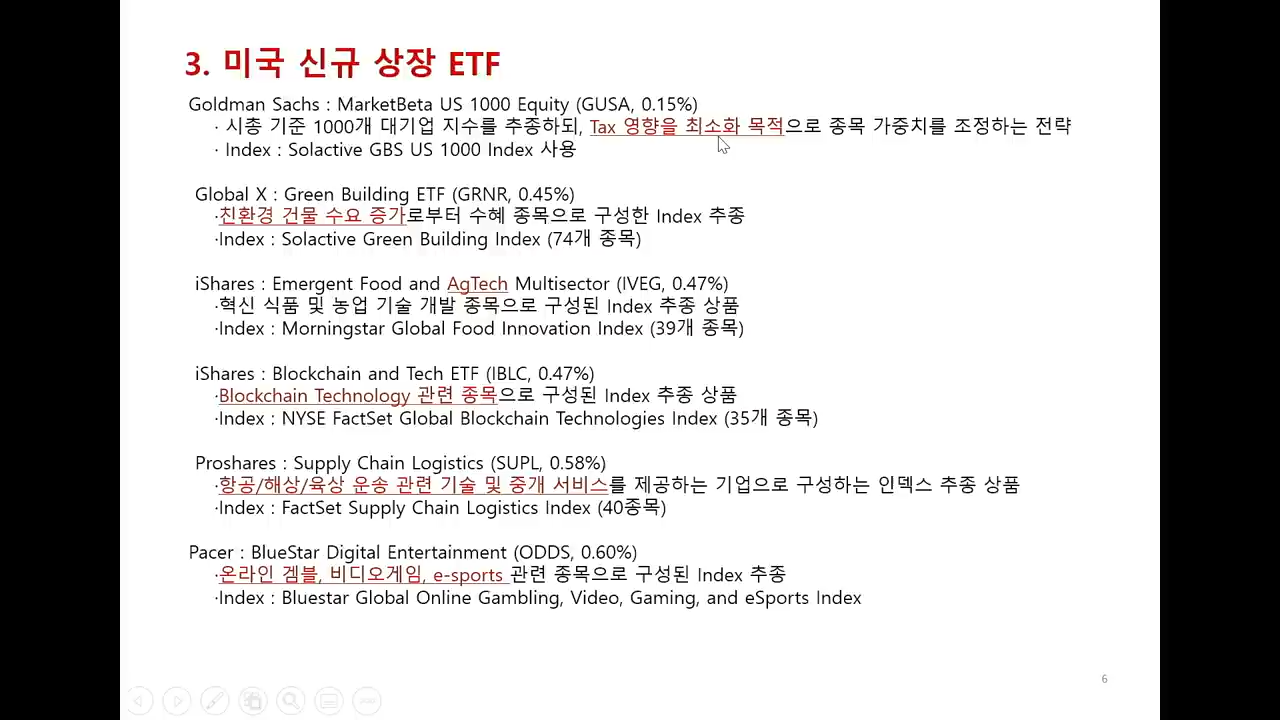 3. 미국 신규 상장 ETF
Goldman Sachs : MarketBeta US 1000 Equity (GUSA, 0.15%)
· 시총 기준 1000개 대기업 지수를 추종하되, Tax 영향을 최소화 목적으로 종목 가중치를 조정하는 전략
· Index : Solactive GBS US 1000 Index 사용
Global X : Green Building ETF (GRNR, 0.45%)
·친환경 건물 수요 증가로부터 수혜 종목으로 구성한 Index 추종
·Index : Solactive Green Building Index (74개 종목)
iShares : Emergent Food and AgTech Multisector (IVEG, 0.47%)
·혁신 식품 및 농업 기술 개발 종목으로 구성된 Index 추종 상품
·Index : Morningstar Global Food Innovation Index (39개 종목)
iShares : Blockchain and Tech ETF (IBLC, 0.47%)
·Blockchain Technology 관련 종목으로 구성된 Index 추종 상품
·Index : NYSE FactSet Global Blockchain Technologies Index (35개 종목)
Proshares : Supply Chain Logistics (SUPL, 0.58%)
·항공/해상/육상 운송 관련 기술 및 중개 서비스를 제공하는 기업으로 구성하는 인덱스 추종 상품
·Index : FactSet Supply Chain Logistics Index (40종목)
Pacer : BlueStar Digital Entertainment (ODDS, 0.60%)
·온라인 겜블, 비디오게임, e-sports 관련 종목으로 구성된 Index 추종
·Index : Bluestar Global Online Gambling, Video, Gaming, and eSports Index
6